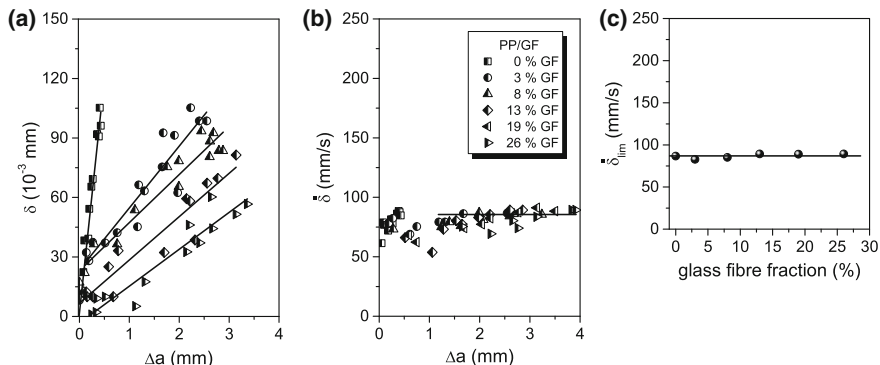 (a)
150
120
90
60
30
0
0 1 2 3 4
δ (10⁻³ mm)
Δa (mm)
(b)
250
200
150
100
50
0
0 1 2 3 4
δ̇ (mm/s)
Δa (mm)
PP/GF
0 % GF
3 % GF
8 % GF
13 % GF
19 % GF
26 % GF
(c)
250
200
150
100
50
0
0 5 10 15 20 25 30
δ̇lim (mm/s)
glass fibre fraction (%)